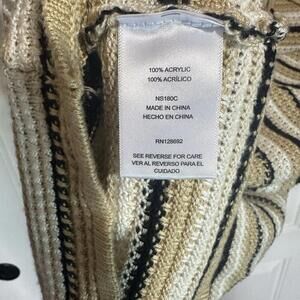 100% ACRYLIC
100% ACRÍLICO
NS180C
MADE IN CHINA
HECHO EN CHINA
RN128692
SEE REVERSE FOR CARE
VER AL REVERSO PARA EL
CUIDADO